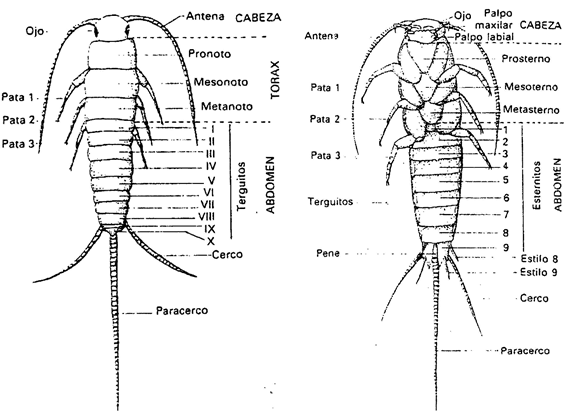 Ojo
Antena
CABEZA
Pronoto
Mesonoto
Metanoto
TORAX
Pata 1
Pata 2
Pata 3
I
II
III
IV
V
VI
VII
VIII
IX
X
Terguitos
ABDOMEN
Cerco
Paracerco
Antena
Ojo
Palpo
maxilar
CABEZA
Palpo labial
Prosterno
Mesoterno
Metasterno
Pata 1
Pata 2
Pata 3
1
2
3
4
5
6
7
8
9
Esternitos
ABDOMEN
Terguitos
Pene
Estilo 8
Estilo 9
Cerco
Paracerco